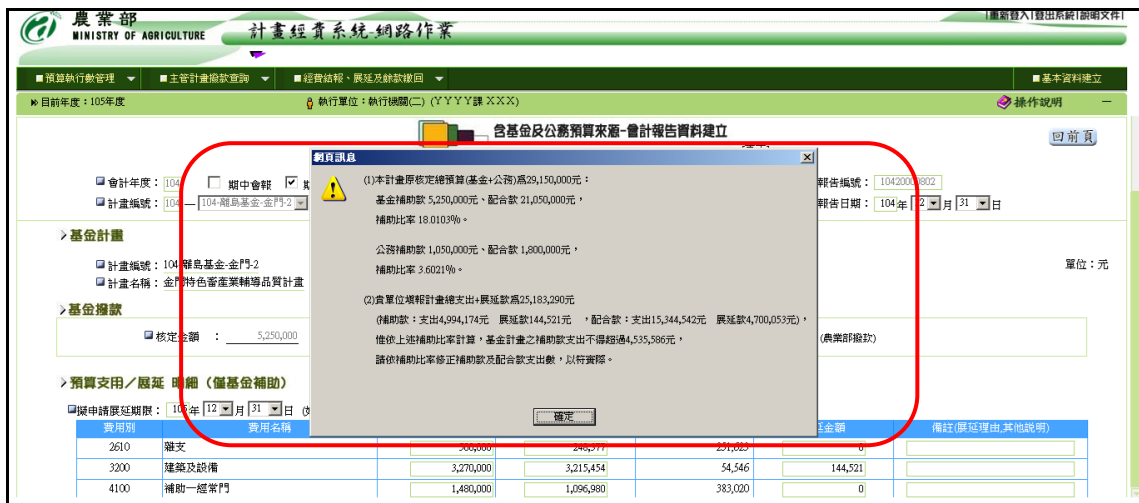 重新登入|登出系統|說明文件|
農業部
MINISTRY OF AGRICULTURE
計畫經費系統-網路作業
■預算執行數管理 ■主管計畫撥款查詢 ■經費結報、展延及餘款繳回 ■基本資料建立
目前年度：105年度 執行單位：執行機關(二) (YYYY課XXX) 操作說明
含基金及公務預算來源-會計報告資料建立
回前頁
會計年度： 104 期中會報 報告編號：
計畫編號： 104 — 104-離島基金-金門-2 報告日期： 104 年 12 月 31 日
網頁訊息
(1)本計畫原核定總預算(基金+公務)為29,150,000元：
基金補助款 5,250,000元、配合款 21,050,000元，
補助比率 18.0103%。
公務補助款 1,050,000元、配合款 1,800,000元，
補助比率 3.6021%。
(2)貴單位填報計畫總支出+展延款為25,183,290元
(補助款：支出4,994,174元 展延款144,521元 ，配合款：支出15,344,542元 展延款4,700,053元)，
惟依上述補助比率計算，基金計畫之補助款支出不得超過4,535,586元，
請依補助比率修正補助款及配合款支出數，以符實際。
確定
基金計畫
計畫編號： 104-離島基金-金門-2 單位：元
計畫名稱： 金門特色畜產業輔導品質計畫
基金撥款
核定金額 ： 5,250,000 (農業部撥款)
預算支用／展延 明細（僅基金補助）
擬申請展延期限： 105 年 12 月 31 日
費用別 費用名稱 延金額 備註(展延理由,其他說明)
2610 雜支 0
3200 建築及設備 3,270,000 3,215,454 54,546 144,521
4100 補助—經常門 1,480,000 1,096,980 383,020 0